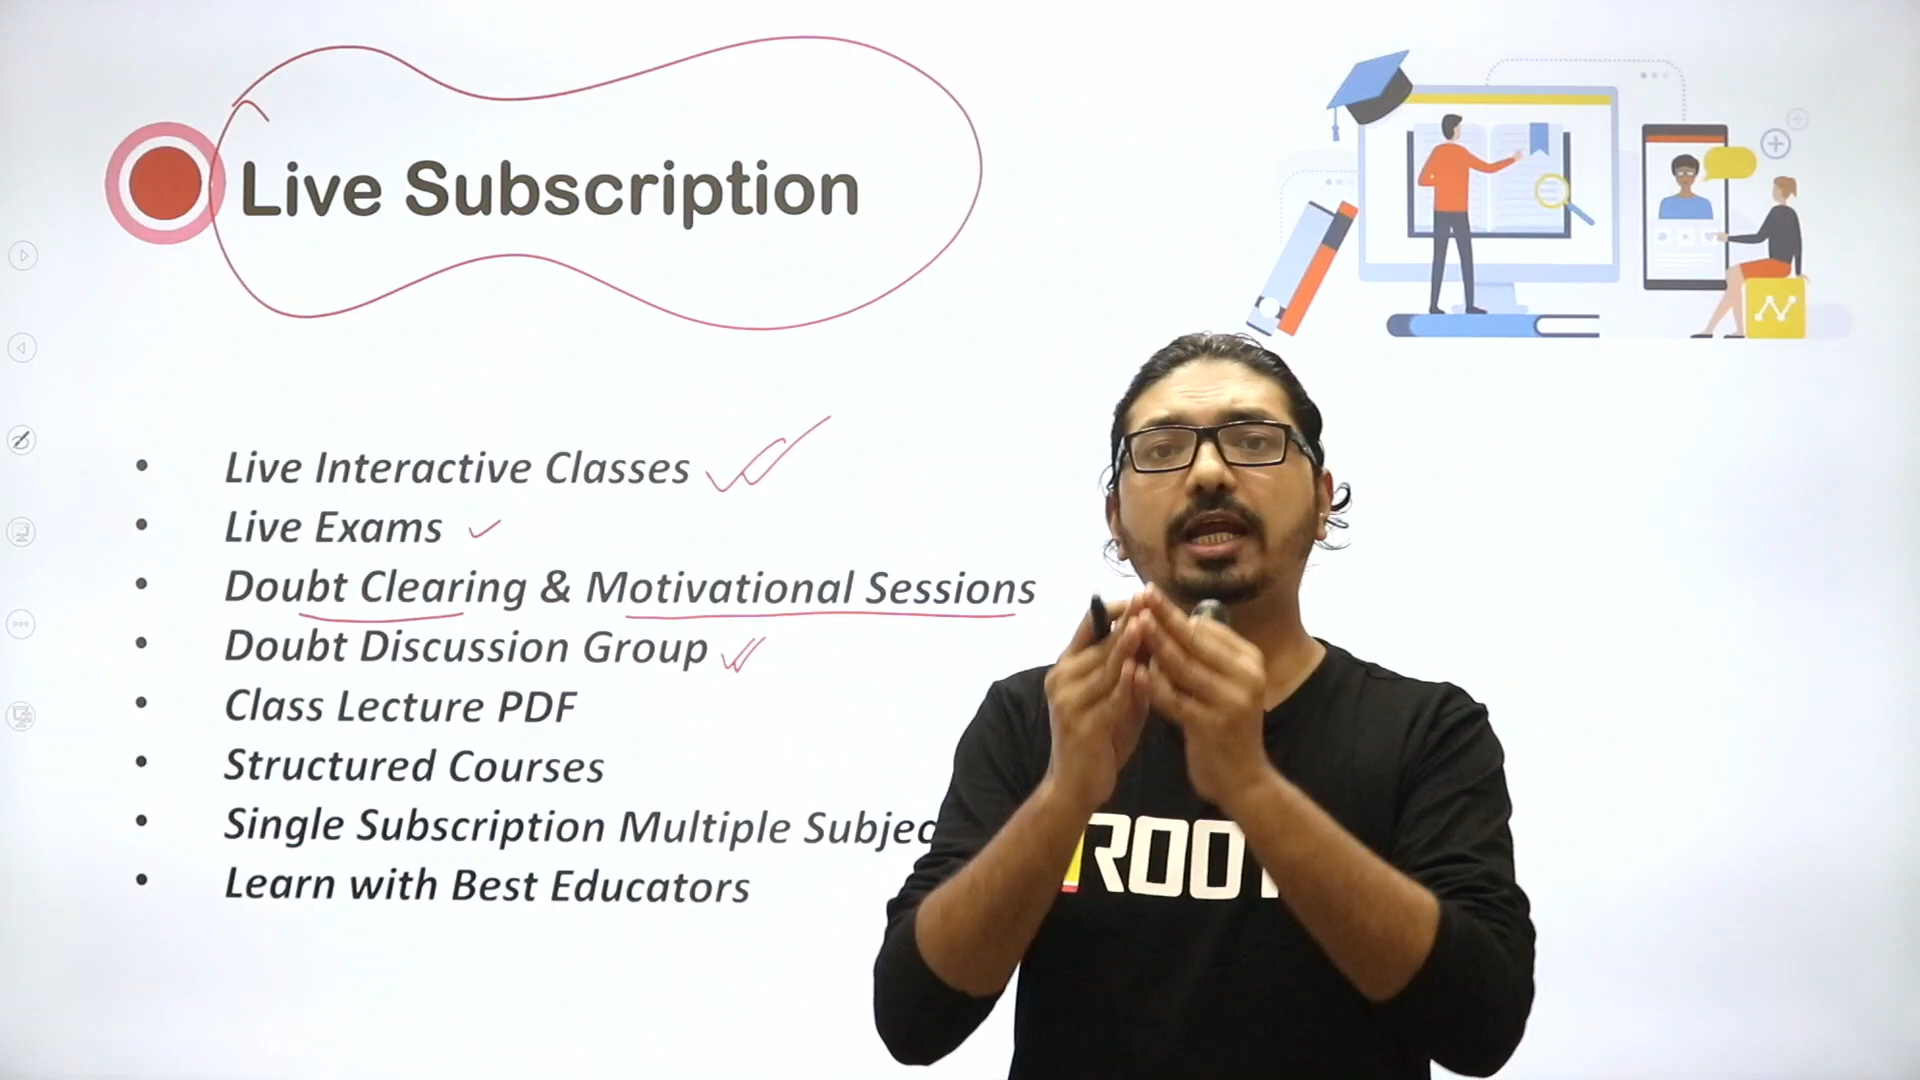 Live Subscription
• Live Interactive Classes
• Live Exams
• Doubt Clearing & Motivational Sessions
• Doubt Discussion Group
• Class Lecture PDF
• Structured Courses
• Single Subscription Multiple Subjec
• Learn with Best Educators
ROO